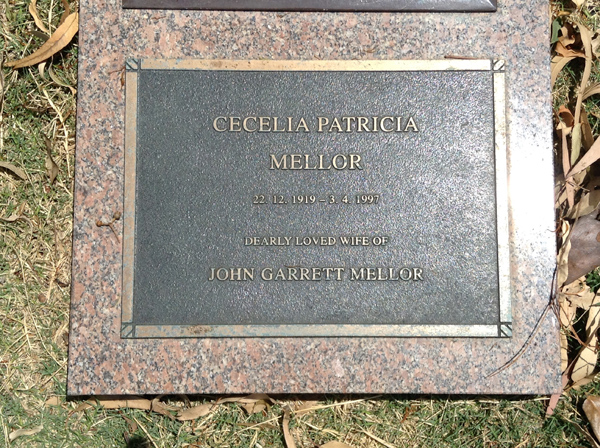 CECELIA PATRICIA
MELLOR
22. 12. 1919 – 3. 4. 1997
DEARLY LOVED WIFE OF
JOHN GARRETT MELLOR